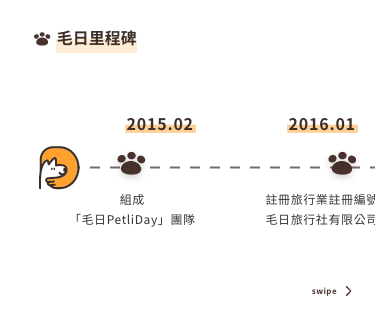 毛日里程碑
2015.02
2016.01
組成
「毛日PetliDay」團隊
註冊旅行業註冊編號
毛日旅行社有限公司
swipe